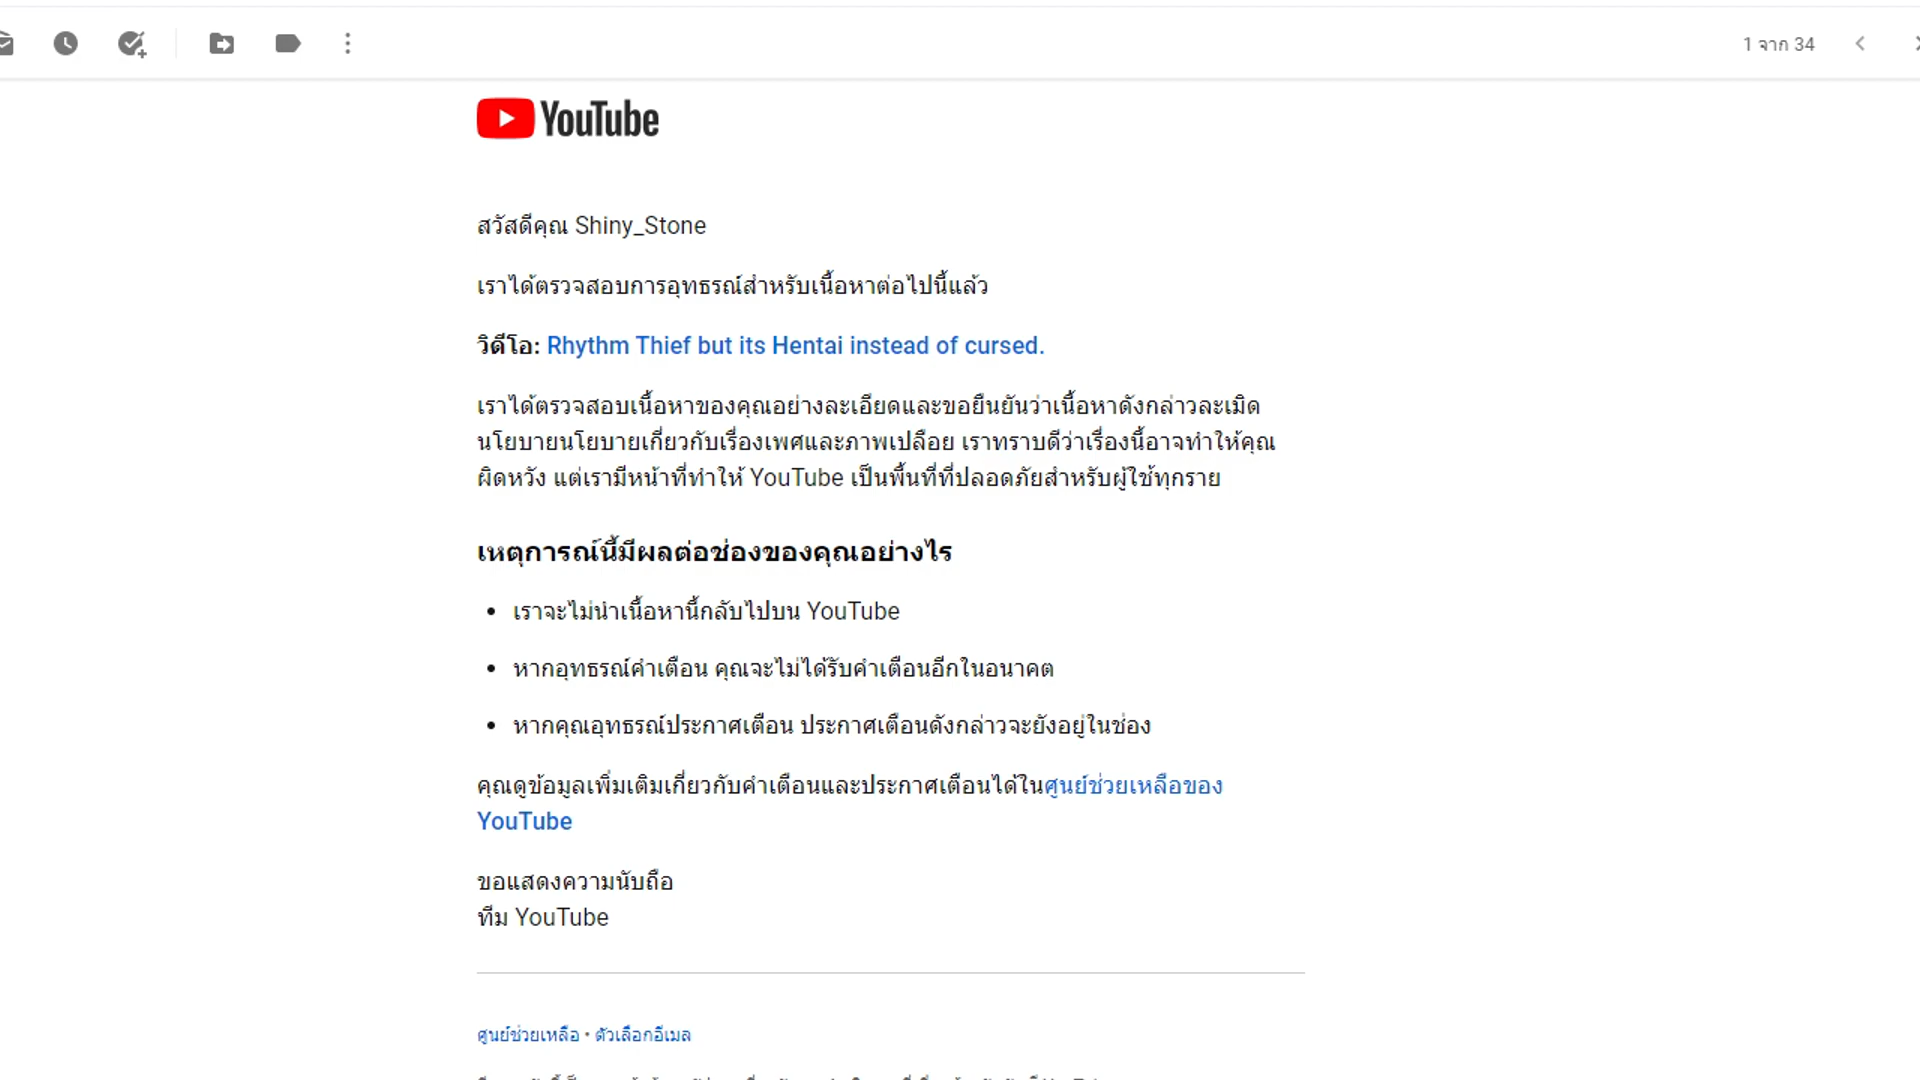 1 จาก 34
YouTube
สวัสดีคุณ Shiny_Stone
เราได้ตรวจสอบการอุทธรณ์สำหรับเนื้อหาต่อไปนี้แล้ว
วิดีโอ: Rhythm Thief but its Hentai instead of cursed.
เราได้ตรวจสอบเนื้อหาของคุณอย่างละเอียดและขอยืนยันว่าเนื้อหาดังกล่าวละเมิด
นโยบายนโยบายเกี่ยวกับเรื่องเพศและภาพเปลือย เราทราบดีว่าเรื่องนี้อาจทำให้คุณ
ผิดหวัง แต่เรามีหน้าที่ทำให้ YouTube เป็นพื้นที่ที่ปลอดภัยสำหรับผู้ใช้ทุกราย
เหตุการณ์นี้มีผลต่อช่องของคุณอย่างไร
• เราจะไม่นำเนื้อหานี้กลับไปบน YouTube
• หากอุทธรณ์คำเตือน คุณจะไม่ได้รับคำเตือนอีกในอนาคต
• หากคุณอุทธรณ์ประกาศเตือน ประกาศเตือนดังกล่าวจะยังอยู่ในช่อง
คุณดูข้อมูลเพิ่มเติมเกี่ยวกับคำเตือนและประกาศเตือนได้ในศูนย์ช่วยเหลือของ
YouTube
ขอแสดงความนับถือ
ทีม YouTube
ศูนย์ช่วยเหลือ • ตัวเลือกอีเมล